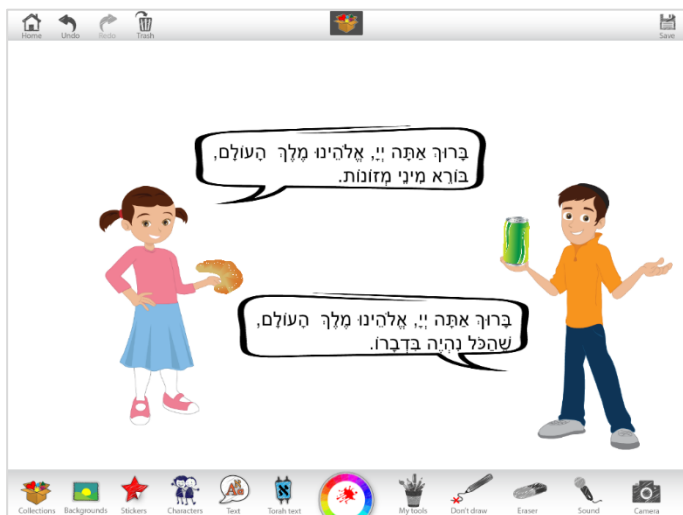 Home
Undo
Redo
Trash
Save
בָּרוּךְ אַתָּה יְיָ, אֱלֹהֵינוּ מֶלֶךְ הָעוֹלָם,
בּוֹרֵא מִינֵי מְזוֹנוֹת.
בָּרוּךְ אַתָּה יְיָ, אֱלֹהֵינוּ מֶלֶךְ הָעוֹלָם,
שֶׁהַכֹּל נִהְיָה בִּדְבָרוֹ.
Collections
Backgrounds
Stickers
Characters
Text
Torah text
My tools
Don't draw
Eraser
Sound
Camera